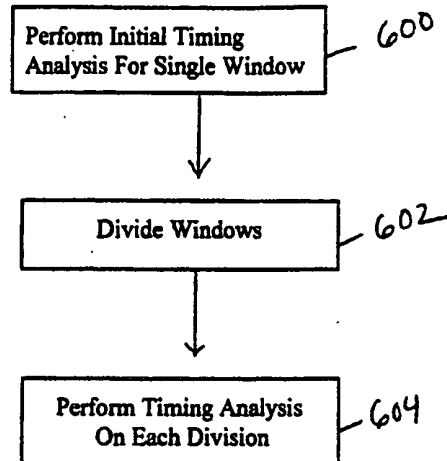 Perform Initial Timing
Analysis For Single Window
600
Divide Windows
602
Perform Timing Analysis
On Each Division
604